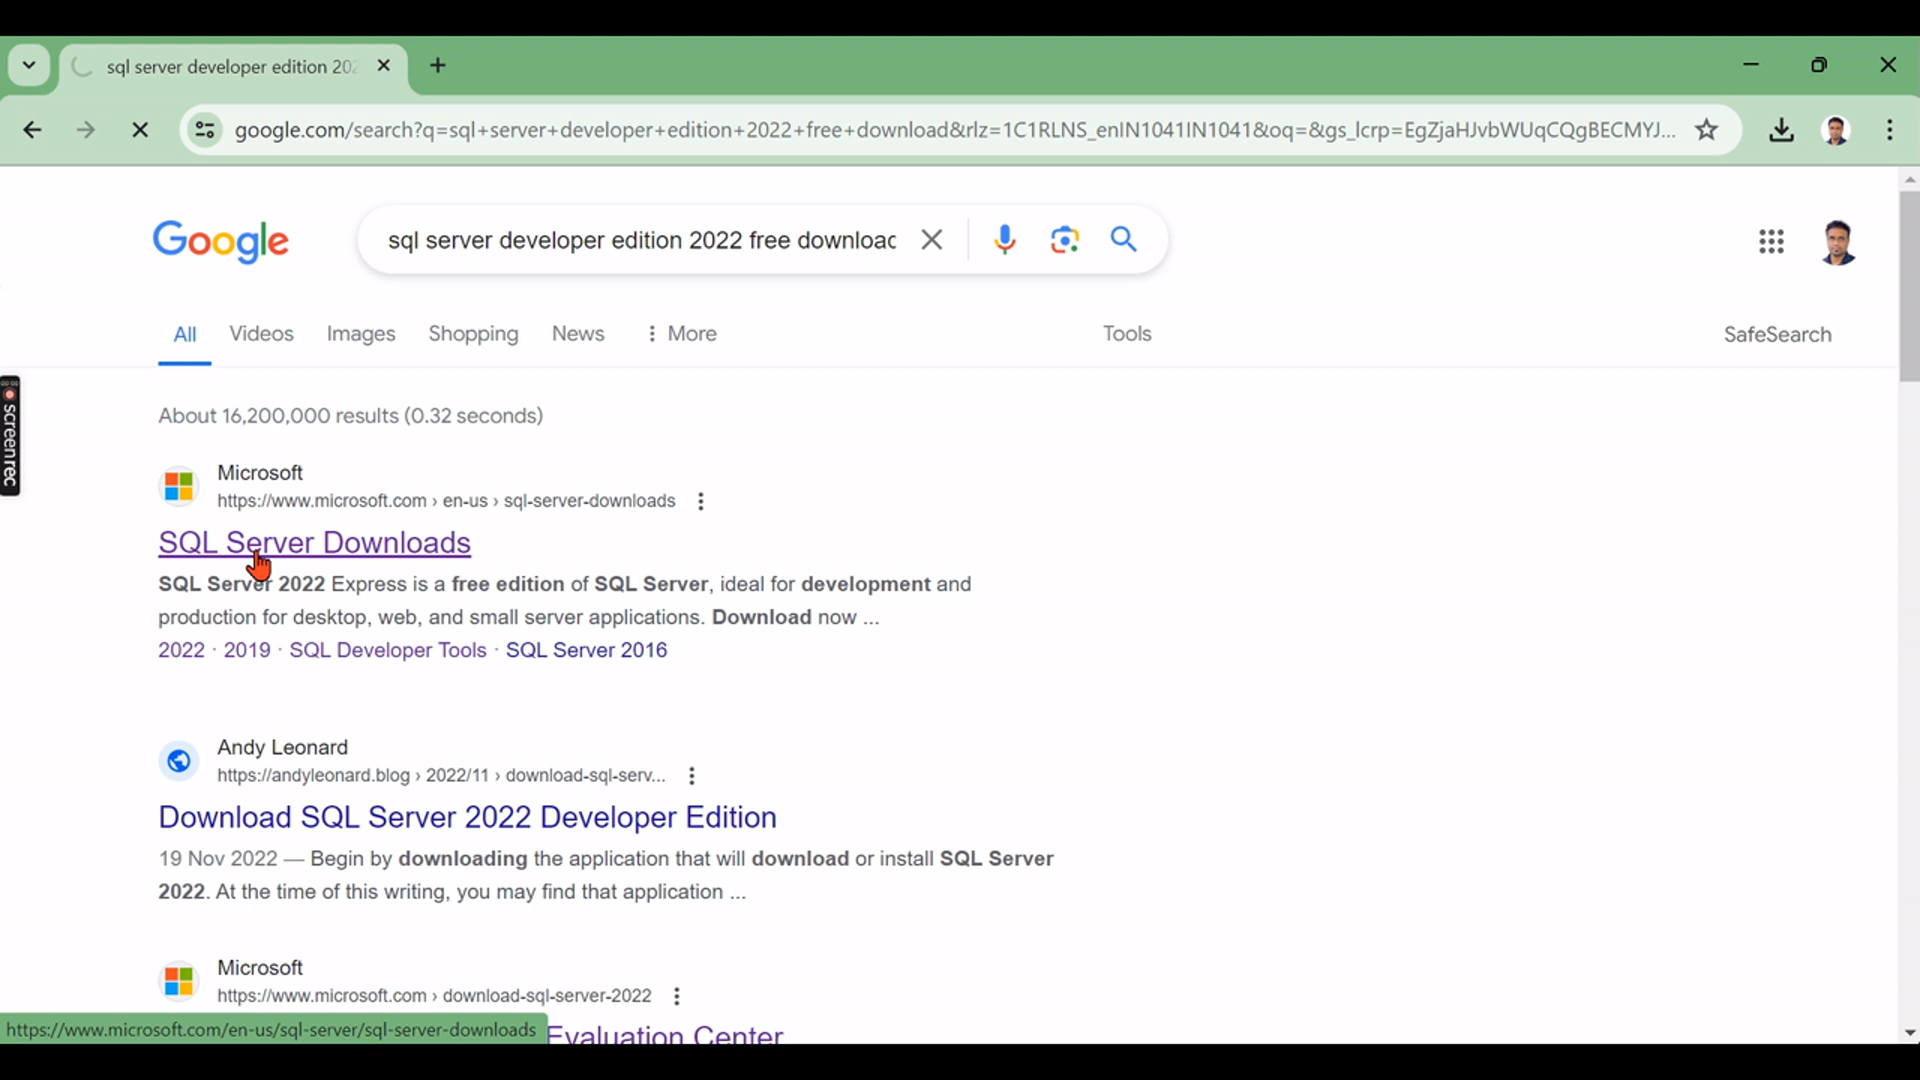 sql server developer edition 202
google.com/search?q=sql+server+developer+edition+2022+free+download&rlz=1C1RLNS_enIN1041IN1041&oq=&gs_lcrp=EgZjaHJvbWUqCQgBECMYJ...
Google
sql server developer edition 2022 free downloac
All Videos Images Shopping News More Tools SafeSearch
screenrec
About 16,200,000 results (0.32 seconds)
Microsoft
https://www.microsoft.com › en-us › sql-server-downloads
SQL Server Downloads
SQL Server 2022 Express is a free edition of SQL Server, ideal for development and
production for desktop, web, and small server applications. Download now ...
2022 · 2019 · SQL Developer Tools · SQL Server 2016
Andy Leonard
https://andyleonard.blog › 2022/11 › download-sql-serv...
Download SQL Server 2022 Developer Edition
19 Nov 2022 — Begin by downloading the application that will download or install SQL Server
2022. At the time of this writing, you may find that application ...
Microsoft
https://www.microsoft.com › download-sql-server-2022
Evaluation Center
https://www.microsoft.com/en-us/sql-server/sql-server-downloads